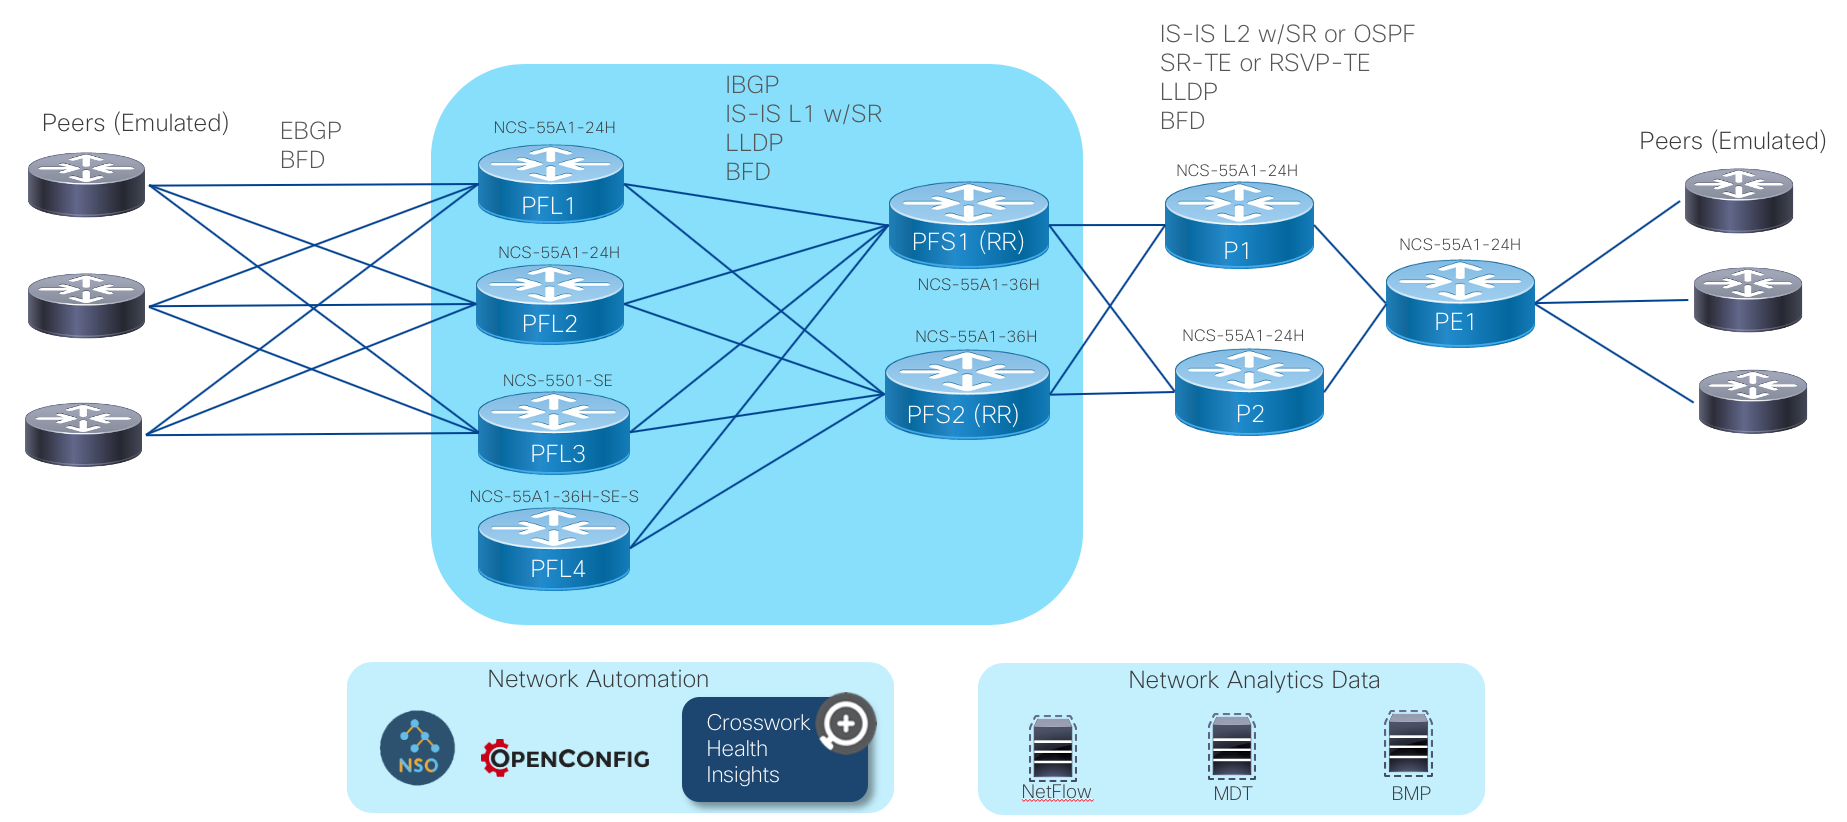 IS-IS L2 w/SR or OSPF
SR-TE or RSVP-TE
LLDP
BFD
IBGP
IS-IS L1 w/SR
LLDP
BFD
Peers (Emulated)
EBGP
BFD
NCS-55A1-24H
PFL1
NCS-55A1-24H
PFL2
NCS-5501-SE
PFL3
NCS-55A1-36H-SE-S
PFL4
PFS1 (RR)
NCS-55A1-36H
NCS-55A1-36H
PFS2 (RR)
NCS-55A1-24H
P1
NCS-55A1-24H
P2
NCS-55A1-24H
PE1
Peers (Emulated)
Network Automation
NSO
OPENCONFIG
Crosswork
Health
Insights
Network Analytics Data
NetFlow
MDT
BMP